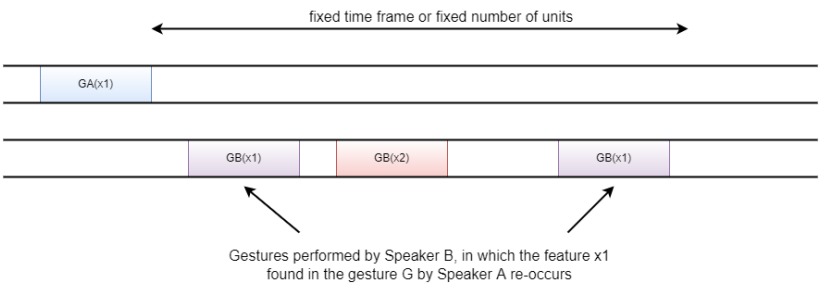 fixed time frame or fixed number of units
GA(x1)
GB(x1)
GB(x2)
GB(x1)
Gestures performed by Speaker B, in which the feature x1
found in the gesture G by Speaker A re-occurs